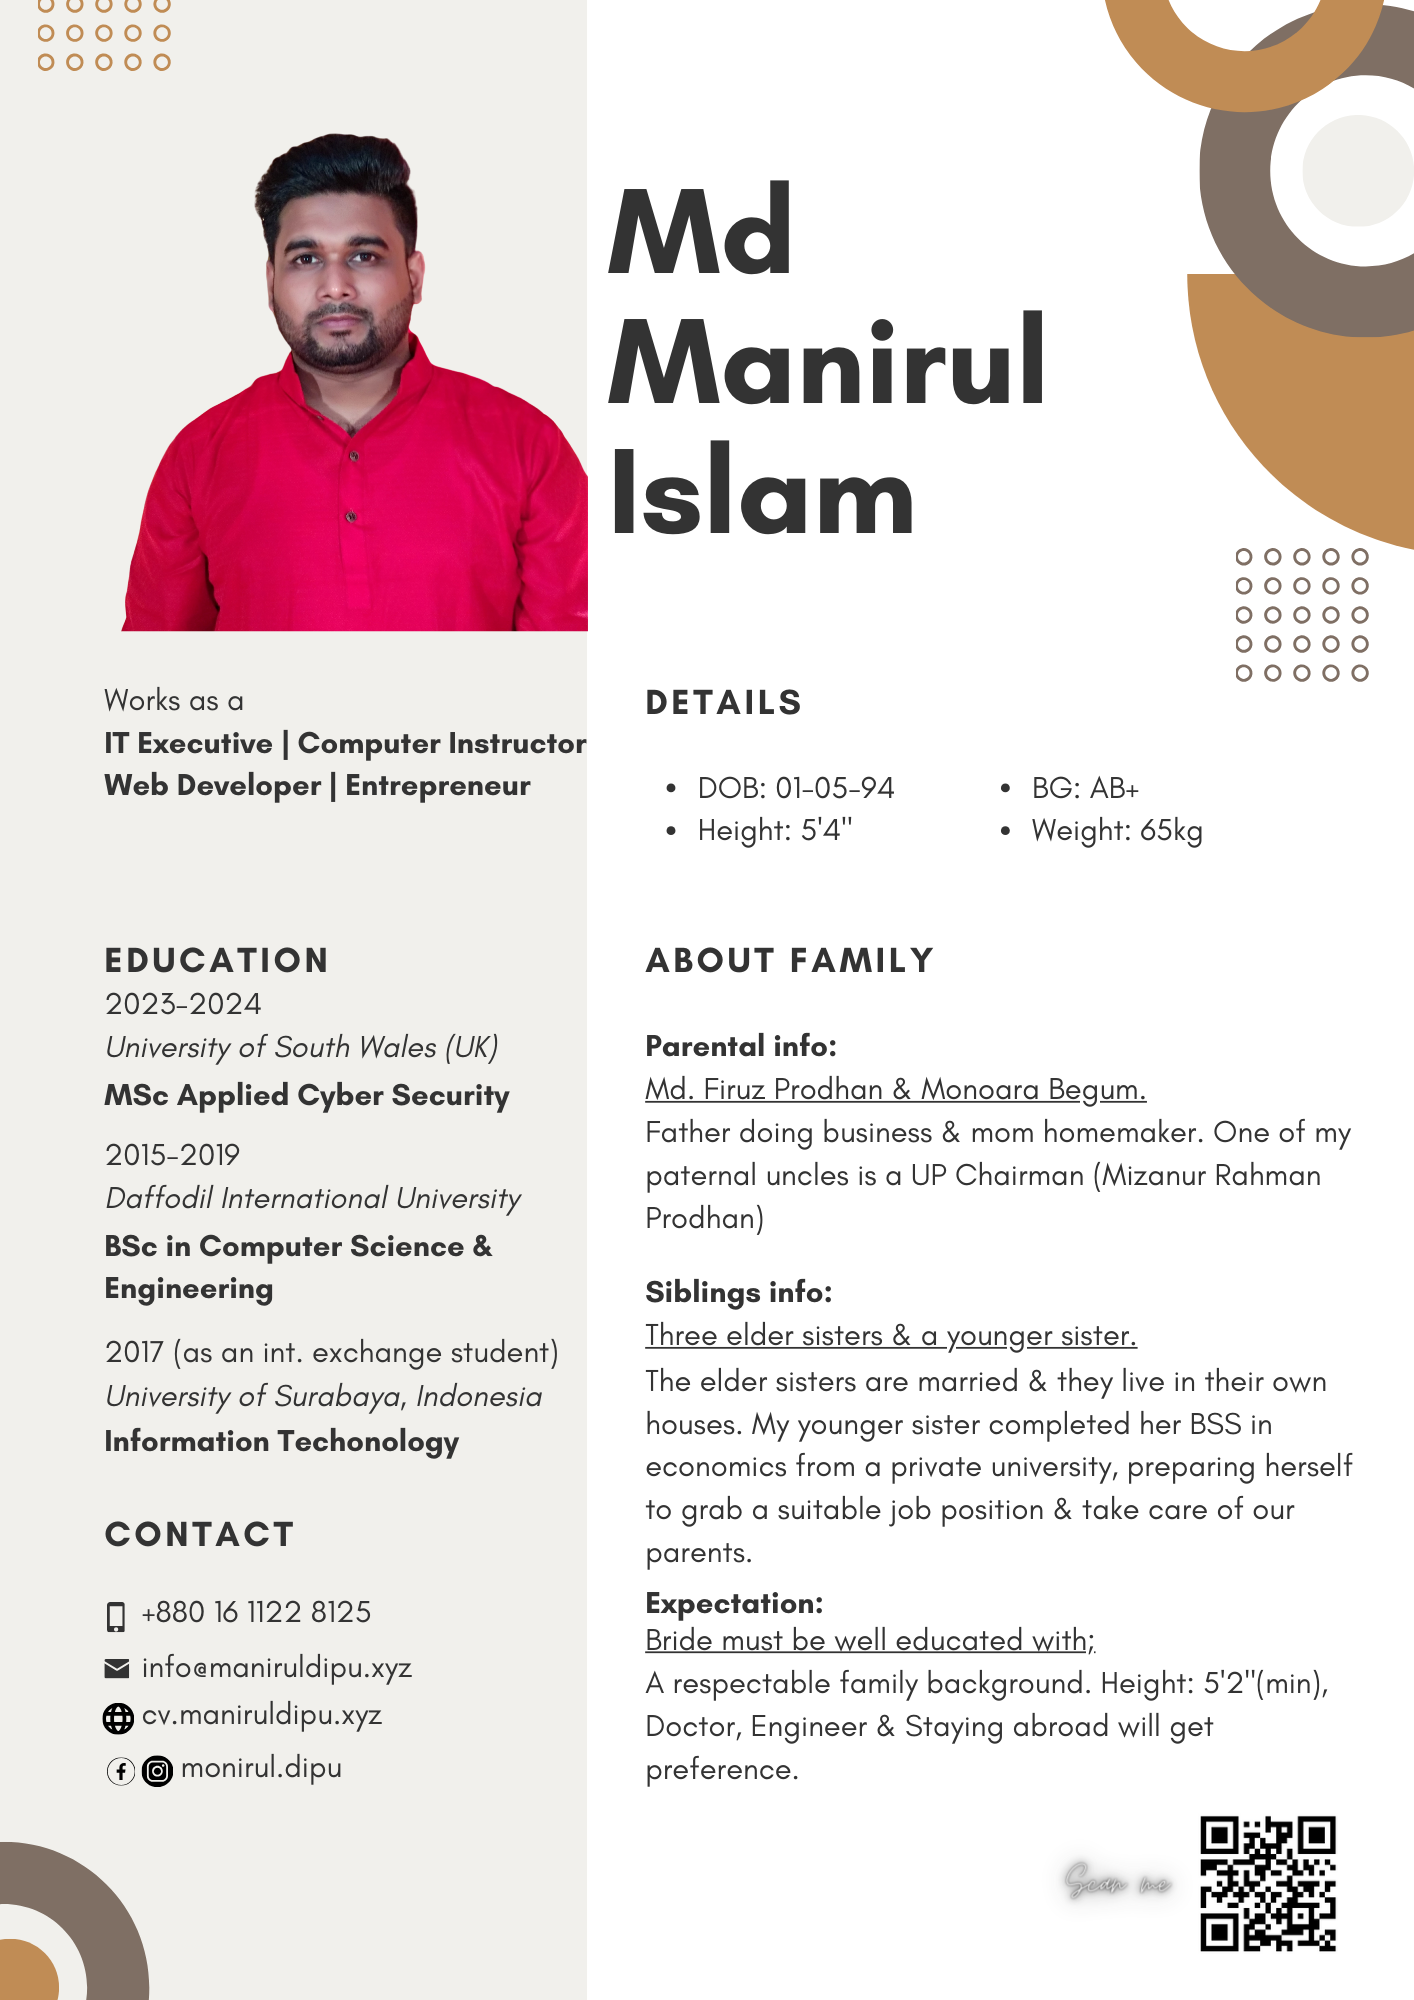 Md
Manirul
Islam
Works as a
IT Executive | Computer Instructor
Web Developer | Entrepreneur
DETAILS
• DOB: 01-05-94
• Height: 5'4"
• BG: AB+
• Weight: 65kg
EDUCATION
2023-2024
University of South Wales (UK)
MSc Applied Cyber Security
2015-2019
Daffodil International University
BSc in Computer Science &
Engineering
2017 (as an int. exchange student)
University of Surabaya, Indonesia
Information Techonology
CONTACT
+880 16 1122 8125
info@maniruldipu.xyz
cv.maniruldipu.xyz
monirul.dipu
ABOUT FAMILY
Parental info:
Md. Firuz Prodhan & Monoara Begum.
Father doing business & mom homemaker. One of my
paternal uncles is a UP Chairman (Mizanur Rahman
Prodhan)
Siblings info:
Three elder sisters & a younger sister.
The elder sisters are married & they live in their own
houses. My younger sister completed her BSS in
economics from a private university, preparing herself
to grab a suitable job position & take care of our
parents.
Expectation:
Bride must be well educated with;
A respectable family background. Height: 5'2"(min),
Doctor, Engineer & Staying abroad will get
preference.
Scan me